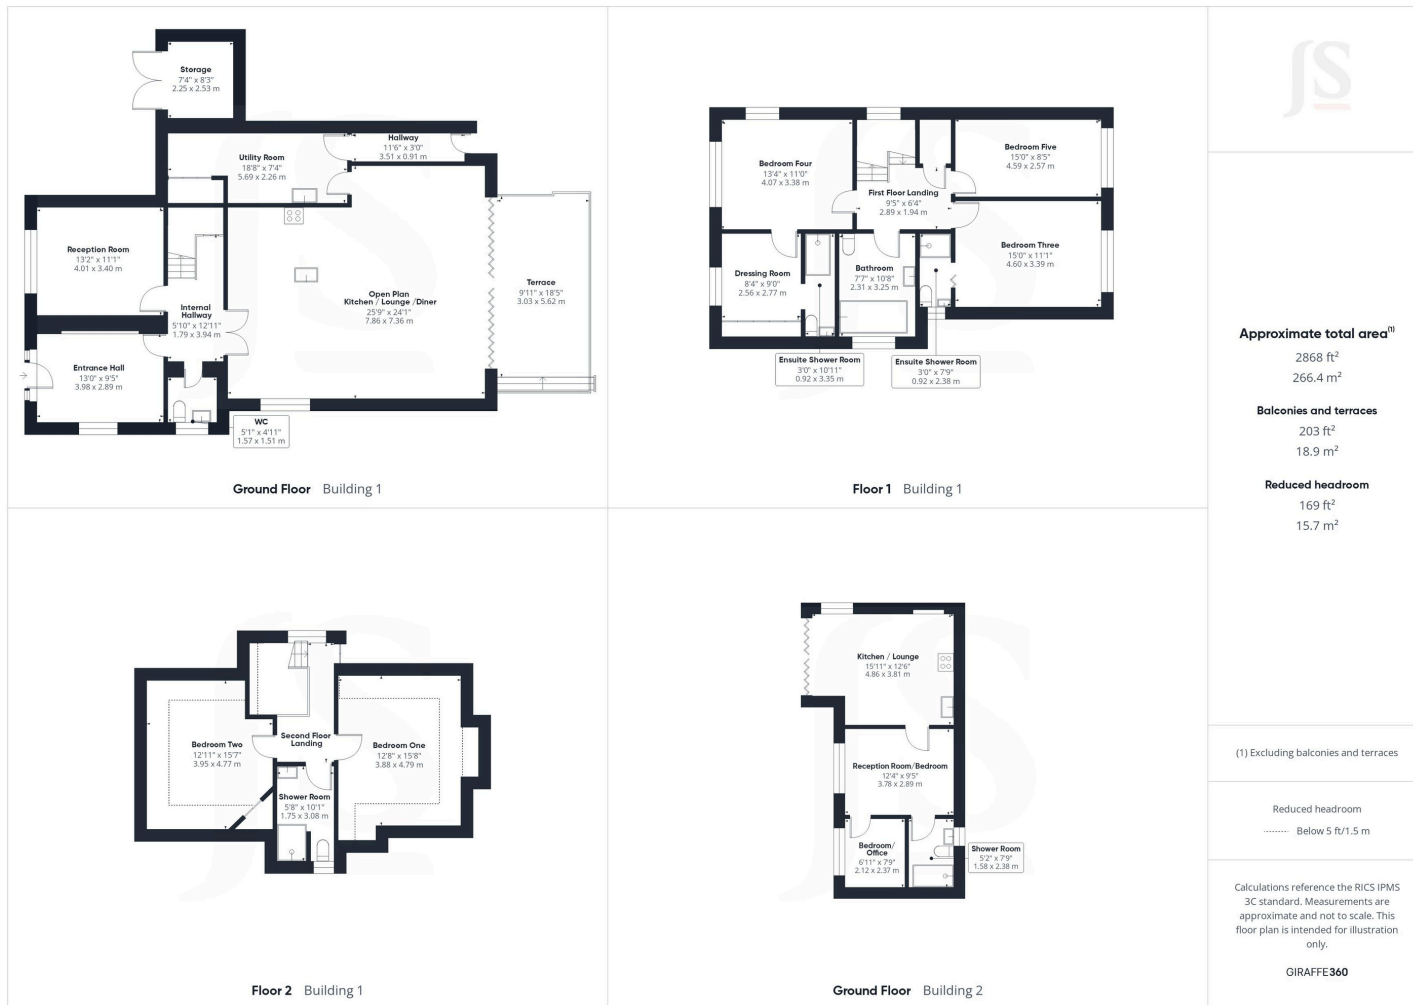 Storage
7'4" x 8'3"
2.25 x 2.53 m
Hallway
11'6" x 3'0"
3.51 x 0.91 m
Utility Room
18'8" x 7'4"
5.69 x 2.26 m
Reception Room
13'2" x 11'1"
4.01 x 3.40 m
Internal
Hallway
5'10" x 12'11"
1.79 x 3.94 m
Open Plan
Kitchen / Lounge /Diner
25'9" x 24'1"
7.86 x 7.36 m
Terrace
9'11" x 18'5"
3.03 x 5.62 m
Entrance Hall
13'0" x 9'5"
3.98 x 2.89 m
WC
5'1" x 4'11"
1.57 x 1.51 m
Ground Floor Building 1
Bedroom Four
13'4" x 11'0"
4.07 x 3.38 m
Bedroom Five
15'0" x 8'5"
4.59 x 2.57 m
First Floor Landing
9'5" x 6'4"
2.89 x 1.94 m
Bedroom Three
15'0" x 11'1"
4.60 x 3.39 m
Dressing Room
8'4" x 9'0"
2.56 x 2.77 m
Bathroom
7'7" x 10'8"
2.31 x 3.25 m
Ensuite Shower Room
3'0" x 10'11"
0.92 x 3.35 m
Ensuite Shower Room
3'0" x 7'9"
0.92 x 2.38 m
Floor 1 Building 1
Bedroom Two
12'11" x 15'7"
3.95 x 4.77 m
Second Floor
Landing
Bedroom One
12'8" x 15'8"
3.88 x 4.79 m
Shower Room
5'8" x 10'1"
1.75 x 3.08 m
Floor 2 Building 1
Kitchen / Lounge
15'11" x 12'6"
4.86 x 3.81 m
Reception Room/Bedroom
12'4" x 9'5"
3.78 x 2.89 m
Bedroom/
Office
6'11" x 7'9"
2.12 x 2.37 m
Shower Room
5'2" x 7'9"
1.58 x 2.38 m
Ground Floor Building 2
JS
Approximate total area(1)
2868 ft²
266.4 m²
Balconies and terraces
203 ft²
18.9 m²
Reduced headroom
169 ft²
15.7 m²
(1) Excluding balconies and terraces
Reduced headroom
Below 5 ft/1.5 m
Calculations reference the RICS IPMS
3C standard. Measurements are
approximate and not to scale. This
floor plan is intended for illustration
only.
GIRAFFE360